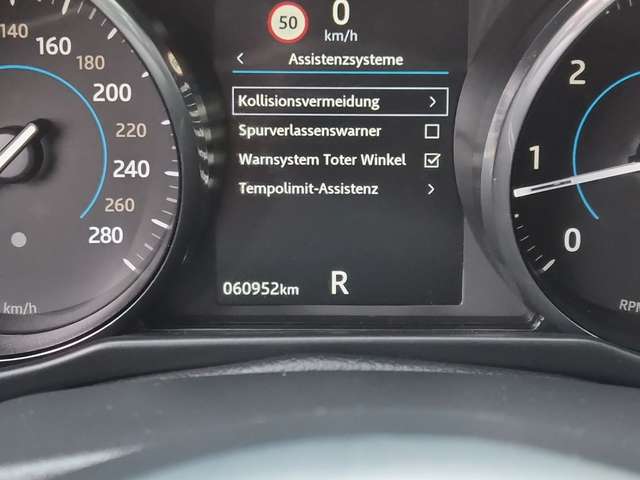 140
160
180
200
220
240
260
280
km/h
50
0
km/h
Assistenzsysteme
Kollisionsvermeidung
Spurverlassenswarner
Warnsystem Toter Winkel
Tempolimit-Assistenz
060952km
R
2
1
0
RPM